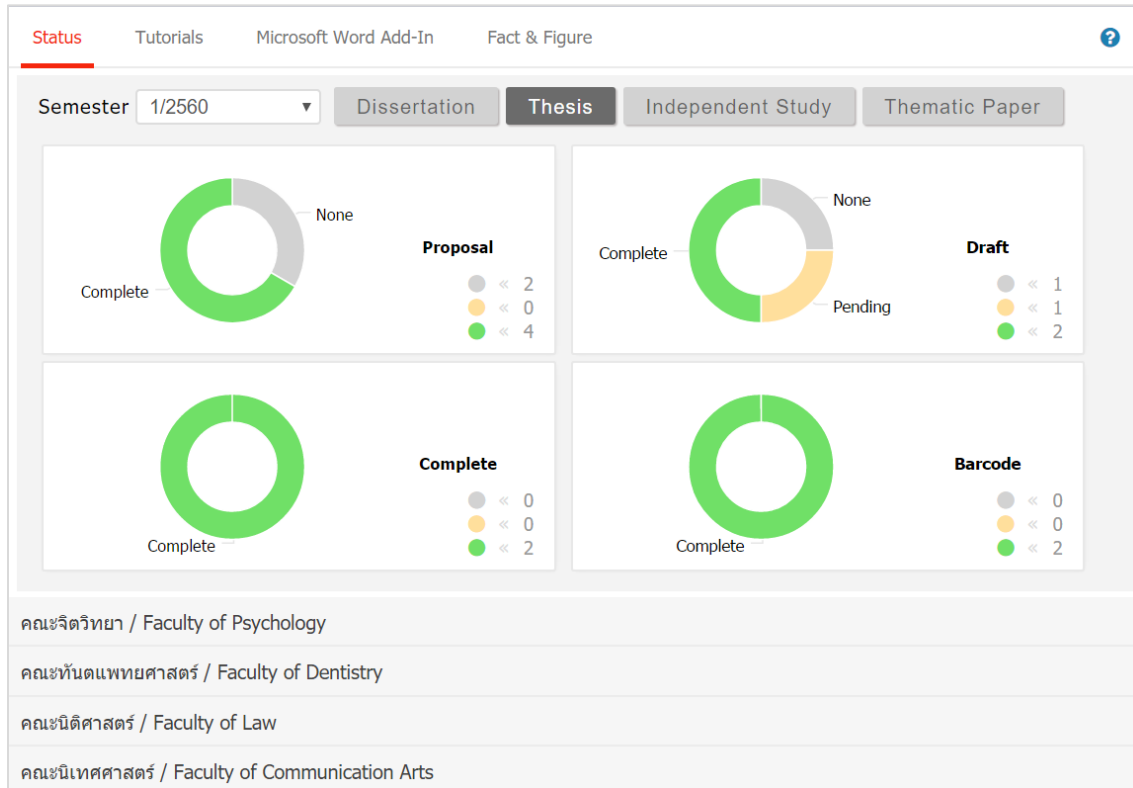 Status Tutorials Microsoft Word Add-In Fact & Figure ?
Semester 1/2560 ▼ Dissertation Thesis Independent Study Thematic Paper
None
Complete
Proposal
« 2
« 0
« 4
None
Complete
Pending
Draft
« 1
« 1
« 2
Complete
Complete
« 0
« 0
« 2
Complete
Barcode
« 0
« 0
« 2
คณะจิตวิทยา / Faculty of Psychology
คณะทันตแพทยศาสตร์ / Faculty of Dentistry
คณะนิติศาสตร์ / Faculty of Law
คณะนิเทศศาสตร์ / Faculty of Communication Arts